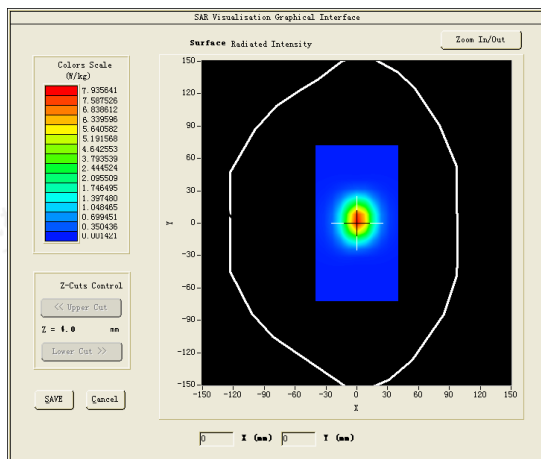 SAR Visualisation Graphical Interface
Surface Radiated Intensity
Zoom In/Out
Colors Scale
(W/kg)
7.935641
7.587526
6.838612
6.339596
5.640582
5.191568
4.642553
3.793539
2.444524
2.095509
1.746495
1.397480
1.048465
0.699451
0.350436
0.001421
Z-Cuts Control
<< Upper Cut
Z = 4.0 mm
Lower Cut >>
SAVE
Cancel
150
120
90
60
30
0
-30
-60
-90
-120
-150
Y
-150 -120 -90 -60 -30 0 30 60 90 120 150
X
0 X (mm) 0 Y (mm)